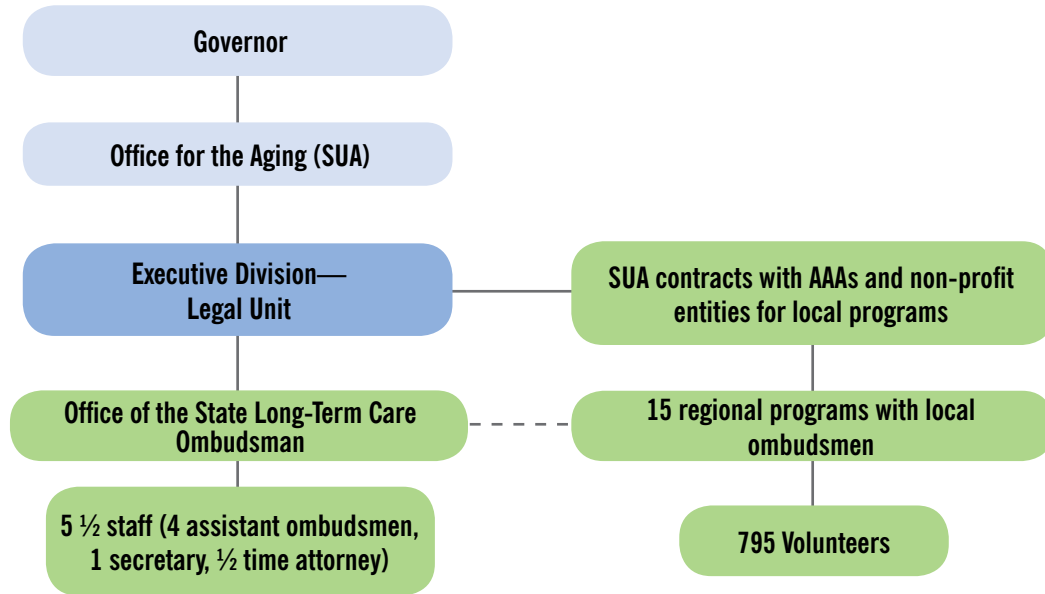 Governor
Office for the Aging (SUA)
Executive Division—
Legal Unit
SUA contracts with AAAs and non-profit
entities for local programs
Office of the State Long-Term Care
Ombudsman
15 regional programs with local
ombudsmen
5 ½ staff (4 assistant ombudsmen,
1 secretary, ½ time attorney)
795 Volunteers